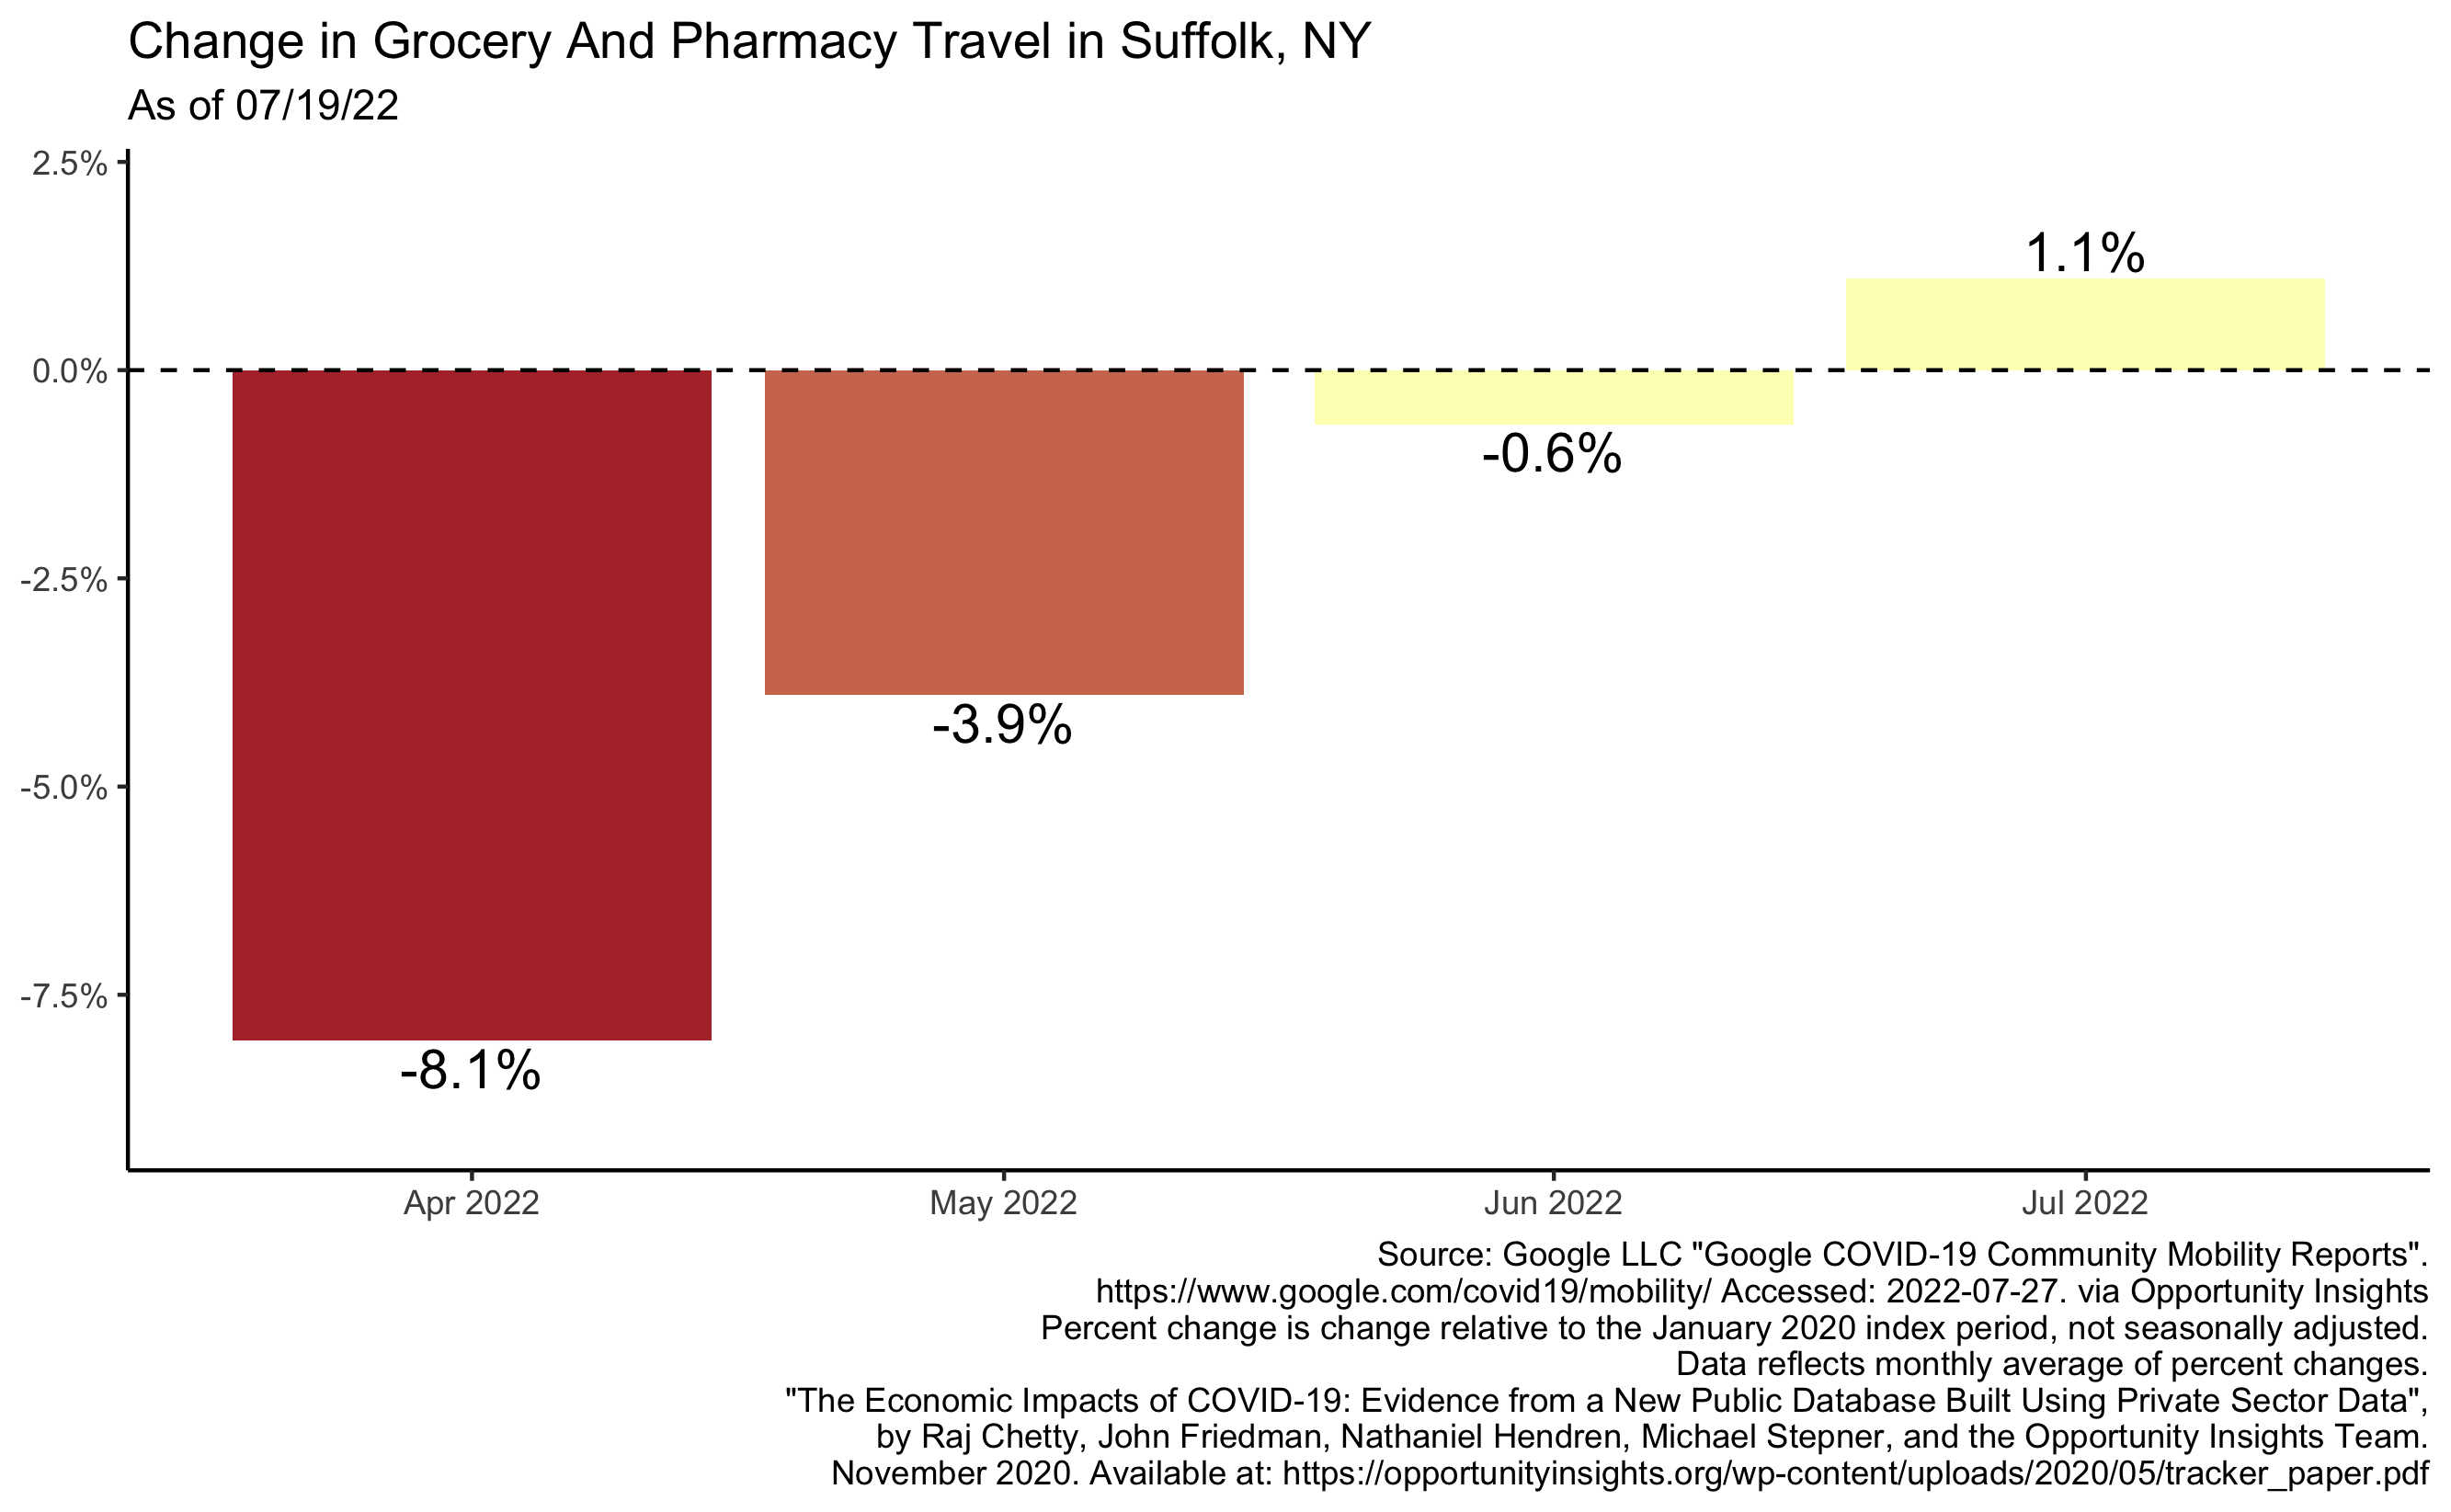 Change in Grocery And Pharmacy Travel in Suffolk, NY
As of 07/19/22
2.5%
0.0%
-2.5%
-5.0%
-7.5%
-8.1%
-3.9%
-0.6%
1.1%
Apr 2022
May 2022
Jun 2022
Jul 2022
Source: Google LLC "Google COVID-19 Community Mobility Reports".
https://www.google.com/covid19/mobility/ Accessed: 2022-07-27. via Opportunity Insights
Percent change is change relative to the January 2020 index period, not seasonally adjusted.
Data reflects monthly average of percent changes.
"The Economic Impacts of COVID-19: Evidence from a New Public Database Built Using Private Sector Data",
by Raj Chetty, John Friedman, Nathaniel Hendren, Michael Stepner, and the Opportunity Insights Team.
November 2020. Available at: https://opportunityinsights.org/wp-content/uploads/2020/05/tracker_paper.pdf